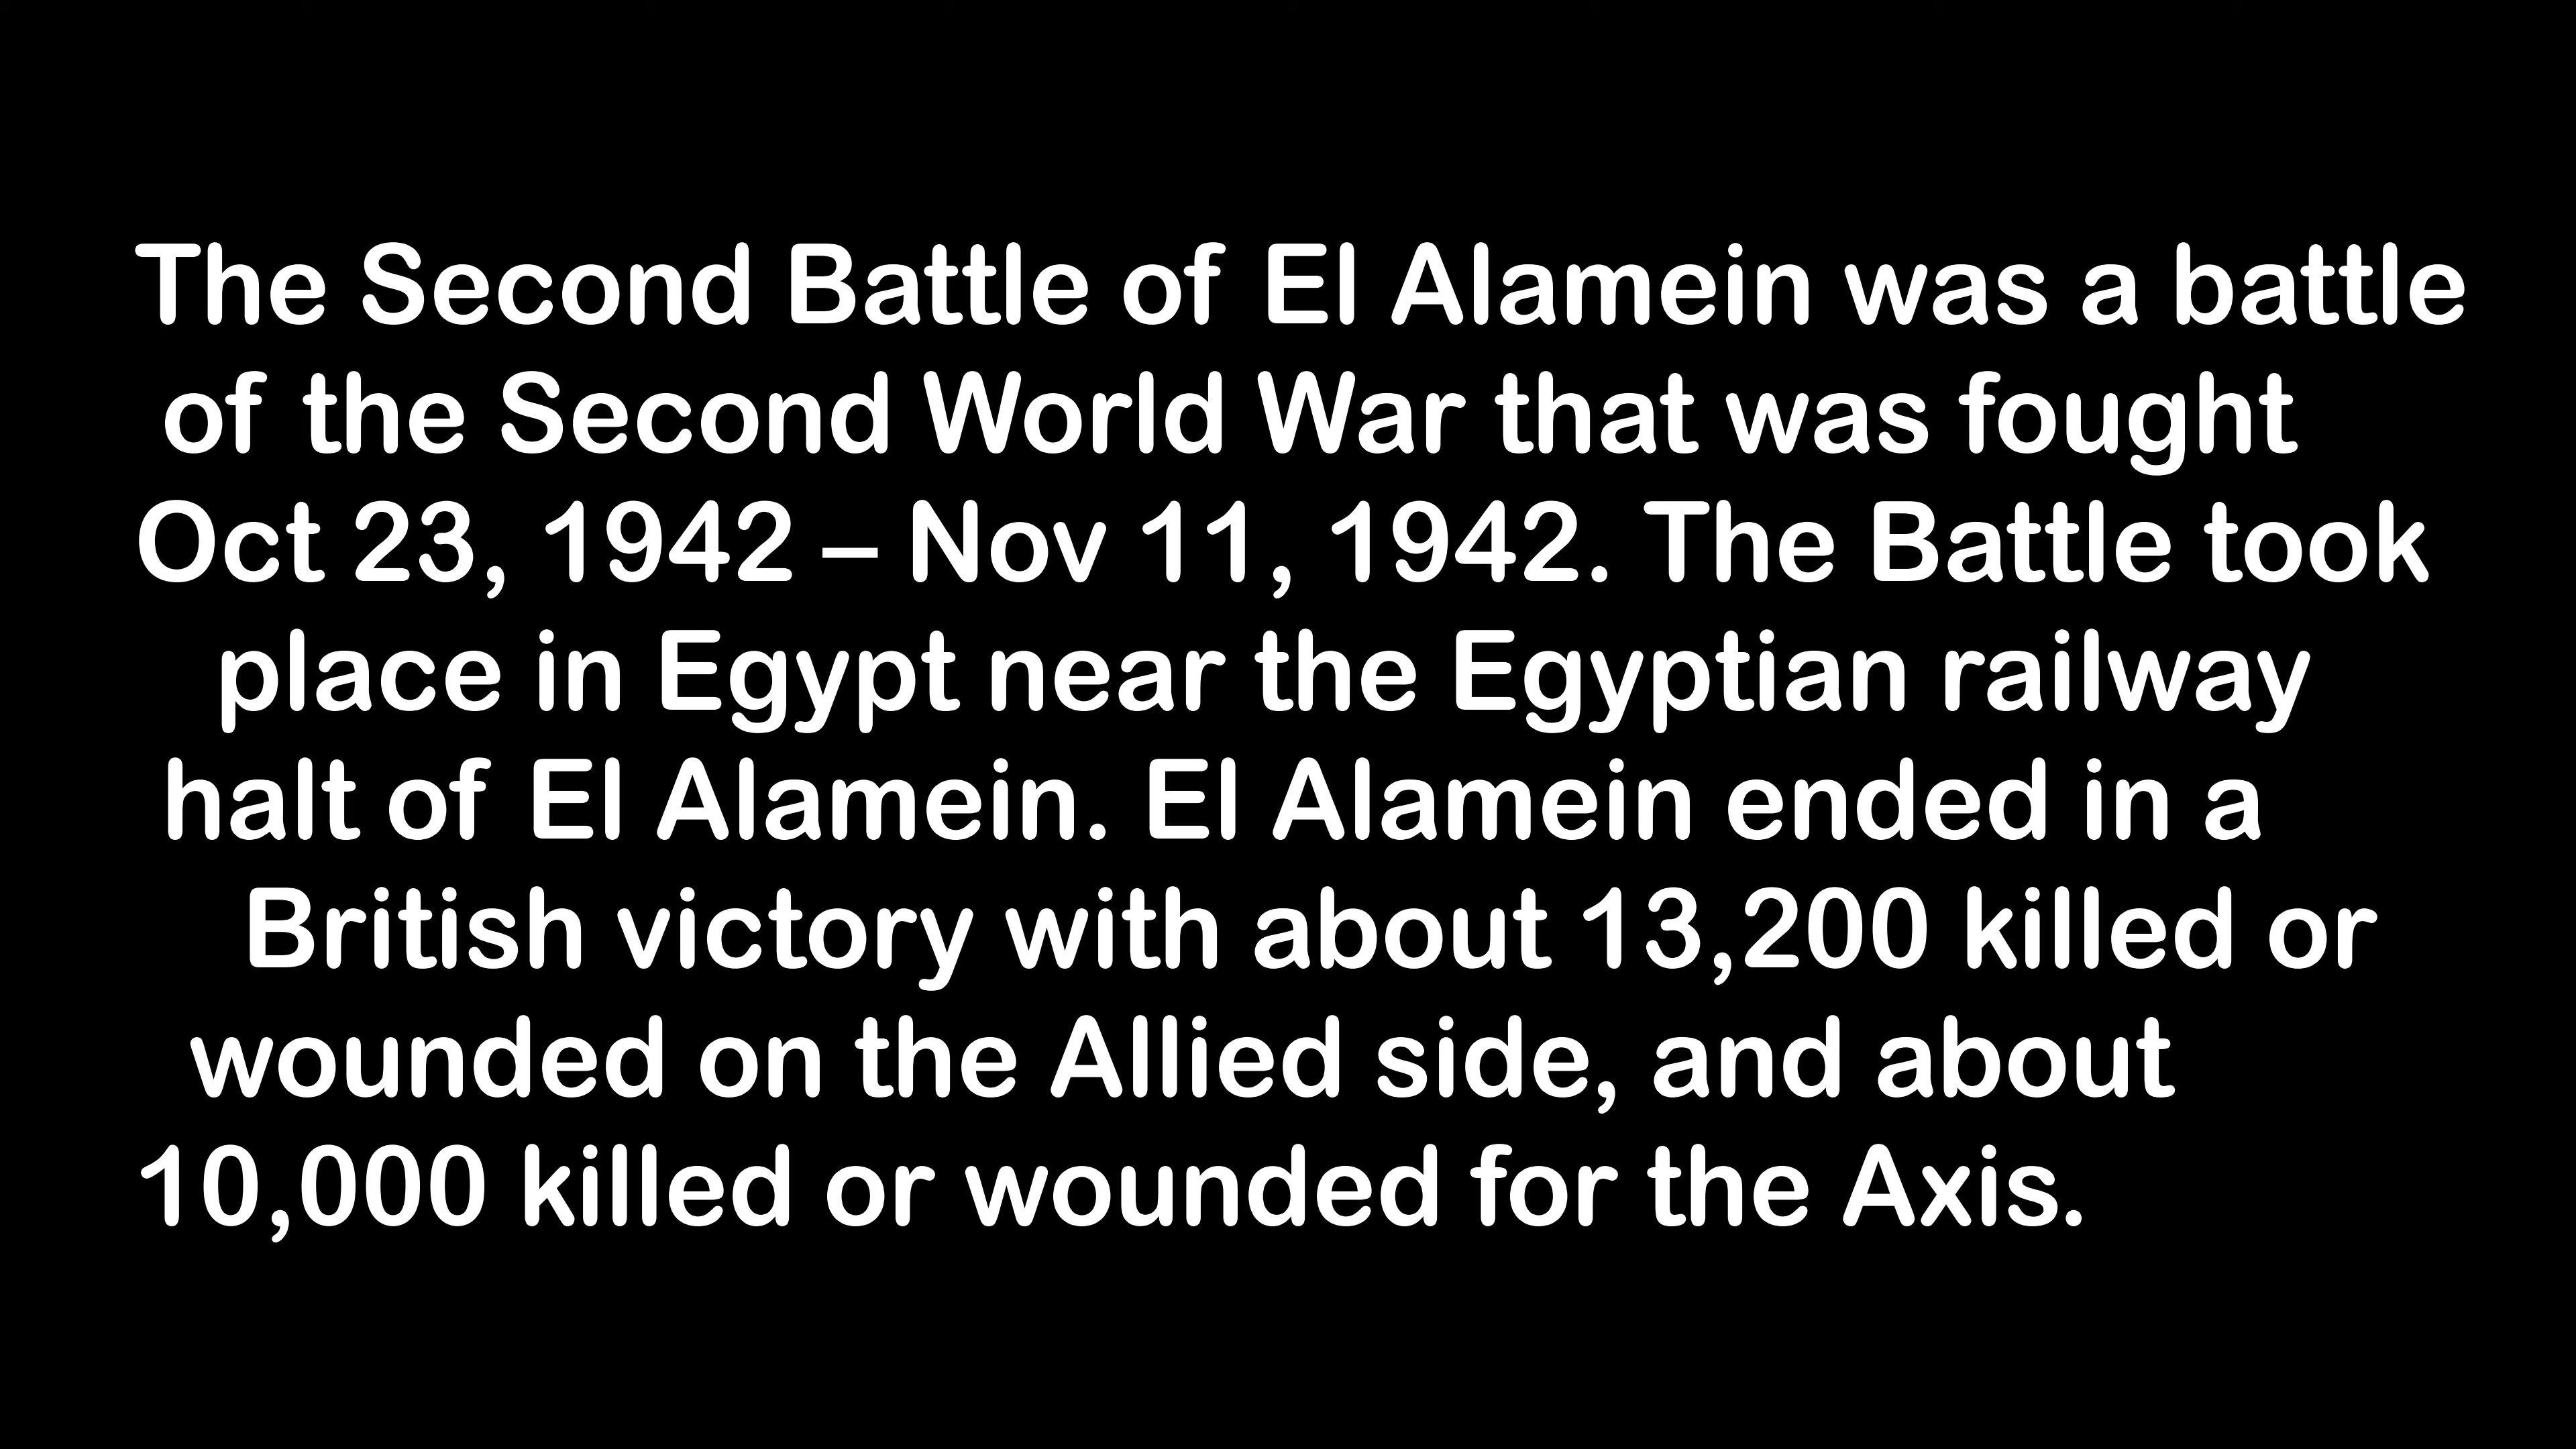 The Second Battle of El Alamein was a battle
of the Second World War that was fought
Oct 23, 1942 – Nov 11, 1942. The Battle took
place in Egypt near the Egyptian railway
halt of El Alamein. El Alamein ended in a
British victory with about 13,200 killed or
wounded on the Allied side, and about
10,000 killed or wounded for the Axis.